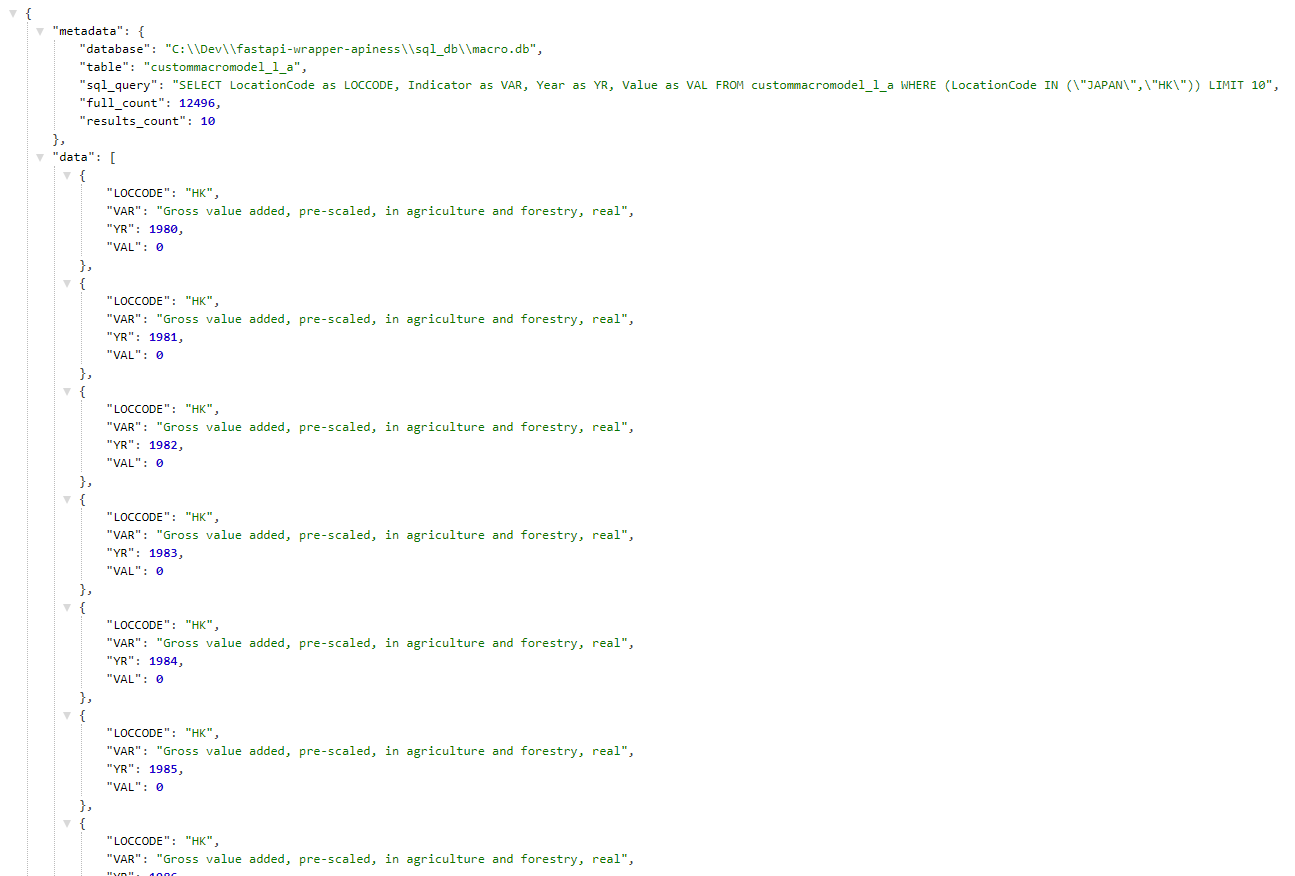 {
"metadata": {
"database": "C:\\Dev\\fastapi-wrapper-apiness\\sql_db\\macro.db",
"table": "custommacromodel_l_a",
"sql_query": "SELECT LocationCode as LOCCODE, Indicator as VAR, Year as YR, Value as VAL FROM custommacromodel_l_a WHERE (LocationCode IN (\"JAPAN\",\"HK\")) LIMIT 10",
"full_count": 12496,
"results_count": 10
},
"data": [
{
"LOCCODE": "HK",
"VAR": "Gross value added, pre-scaled, in agriculture and forestry, real",
"YR": 1980,
"VAL": 0
},
{
"LOCCODE": "HK",
"VAR": "Gross value added, pre-scaled, in agriculture and forestry, real",
"YR": 1981,
"VAL": 0
},
{
"LOCCODE": "HK",
"VAR": "Gross value added, pre-scaled, in agriculture and forestry, real",
"YR": 1982,
"VAL": 0
},
{
"LOCCODE": "HK",
"VAR": "Gross value added, pre-scaled, in agriculture and forestry, real",
"YR": 1983,
"VAL": 0
},
{
"LOCCODE": "HK",
"VAR": "Gross value added, pre-scaled, in agriculture and forestry, real",
"YR": 1984,
"VAL": 0
},
{
"LOCCODE": "HK",
"VAR": "Gross value added, pre-scaled, in agriculture and forestry, real",
"YR": 1985,
"VAL": 0
},
{
"LOCCODE": "HK",
"VAR": "Gross value added, pre-scaled, in agriculture and forestry, real",
"YR": 1986,